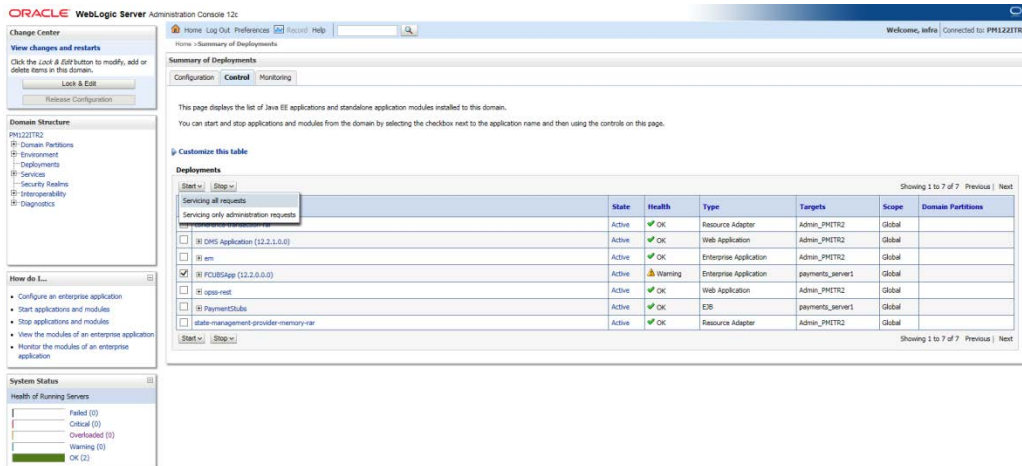 ORACLE WebLogic Server Administration Console 12c
Change Center
View changes and restarts
Click the Lock & Edit button to modify, add or
delete items in this domain.
Lock & Edit
Release Configuration
Domain Structure
PM122ITR2
Domain Partitions
Environment
Deployments
Services
Security Realms
Interoperability
Diagnostics
How do I...
Configure an enterprise application
Start applications and modules
Stop applications and modules
View the modules of an enterprise application
Monitor the modules of an enterprise
application
System Status
Health of Running Servers
Failed (0)
Critical (0)
Overloaded (0)
Warning (0)
OK (2)
Home Log Out Preferences Record Help
Welcome, infra Connected to: PM122ITR
Home >Summary of Deployments
Summary of Deployments
Configuration Control Monitoring
This page displays the list of Java EE applications and standalone application modules installed to this domain.
You can start and stop applications and modules from the domain by selecting the checkbox next to the application name and then using the controls on this page.
Customize this table
Deployments
Start Stop Showing 1 to 7 of 7 Previous | Next
Servicing all requests
Servicing only administration requests
State Health Type Targets Scope Domain Partitions
coherence-transaction-rar Active OK Resource Adapter Admin_PMITR2 Global
DMS Application (12.2.1.0.0) Active OK Web Application Admin_PMITR2 Global
em Active OK Enterprise Application Admin_PMITR2 Global
FCUBSApp (12.2.0.0.0) Active Warning Enterprise Application payments_server1 Global
opss-rest Active OK Web Application Admin_PMITR2 Global
PaymentStubs Active OK EJB payments_server1 Global
state-management-provider-memory-rar Active OK Resource Adapter Admin_PMITR2 Global
Start Stop Showing 1 to 7 of 7 Previous | Next